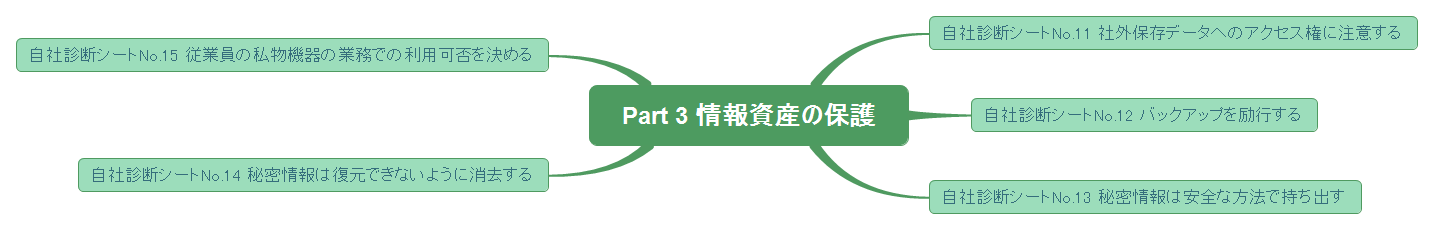 Part 3 情報資産の保護
自社診断シートNo.11 社外保存データへのアクセス権に注意する
自社診断シートNo.12 バックアップを励行する
自社診断シートNo.13 秘密情報は安全な方法で持ち出す
自社診断シートNo.14 秘密情報は復元できないように消去する
自社診断シートNo.15 従業員の私物機器の業務での利用可否を決める